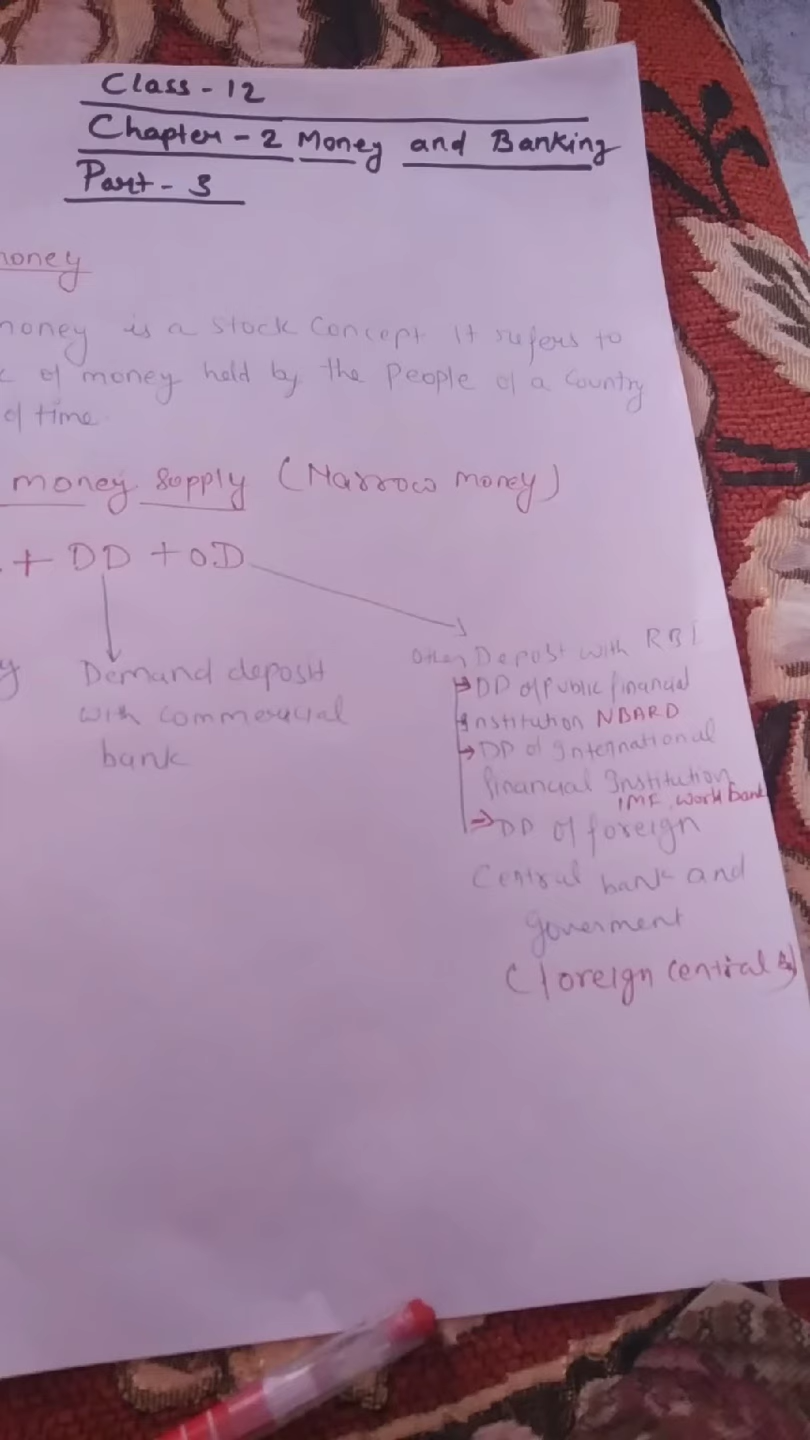 Class - 12
Chapter - 2 Money and Banking
Part - 3
money
money is a stock concept It refers to
of money held by the People of a Country
of time
money supply (Narrow money)
+ DD + O.D
Demand deposit
with commercial
bank
Other Deposit with RBI
DD of Public financial
Institution NBARD
DD of International
financial Institution
IMF, World bank
DD of foreign
Central bank and
Goverment
(foreign central B)